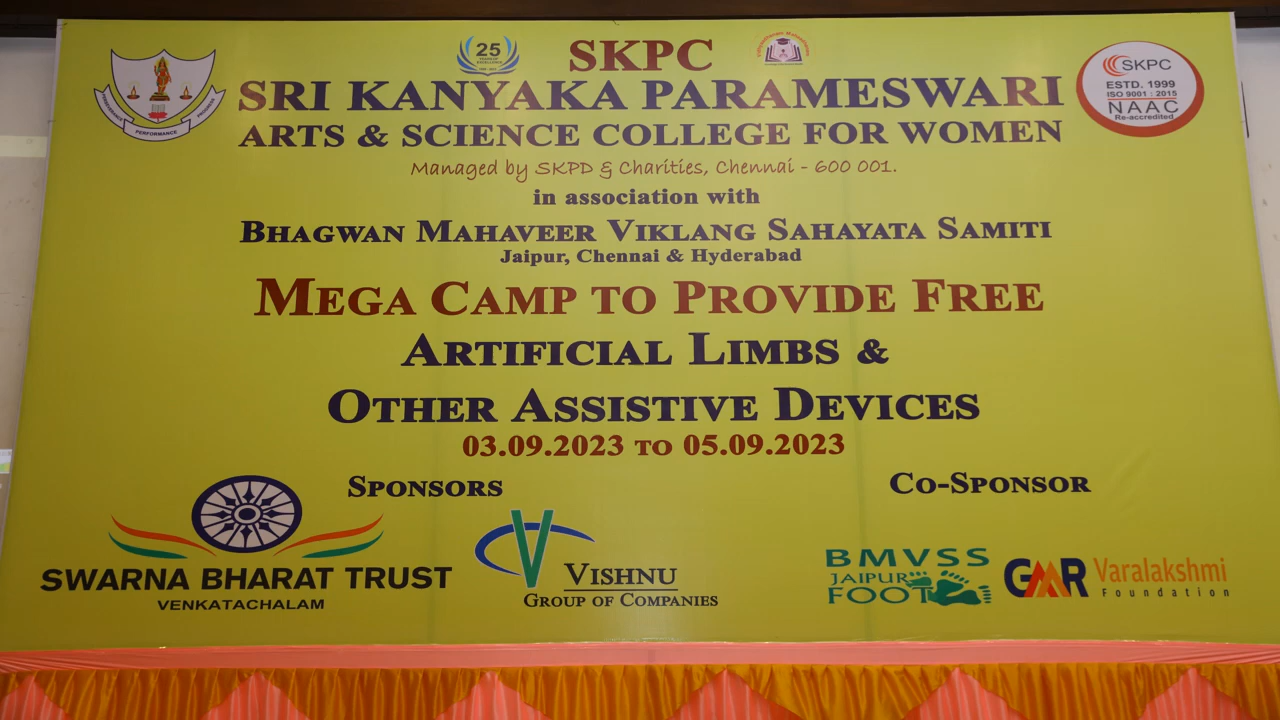 SKPC
SRI KANYAKA PARAMESWARI
ARTS & SCIENCE COLLEGE FOR WOMEN
Managed by SKPD & Charities, Chennai - 600 001.
in association with
BHAGWAN MAHAVEER VIKLANG SAHAYATA SAMITI
Jaipur, Chennai & Hyderabad
MEGA CAMP TO PROVIDE FREE
ARTIFICIAL LIMBS &
OTHER ASSISTIVE DEVICES
03.09.2023 TO 05.09.2023
PERFORMANCE
25
SKPC
ESTD. 1999
ISO 9001 : 2015
NAAC
Re-accredited
SPONSORS
SWARNA BHARAT TRUST
VENKATACHALAM
VISHNU
GROUP OF COMPANIES
CO-SPONSOR
BMVSS
JAIPUR
FOOT
GMR Varalakshmi
Foundation